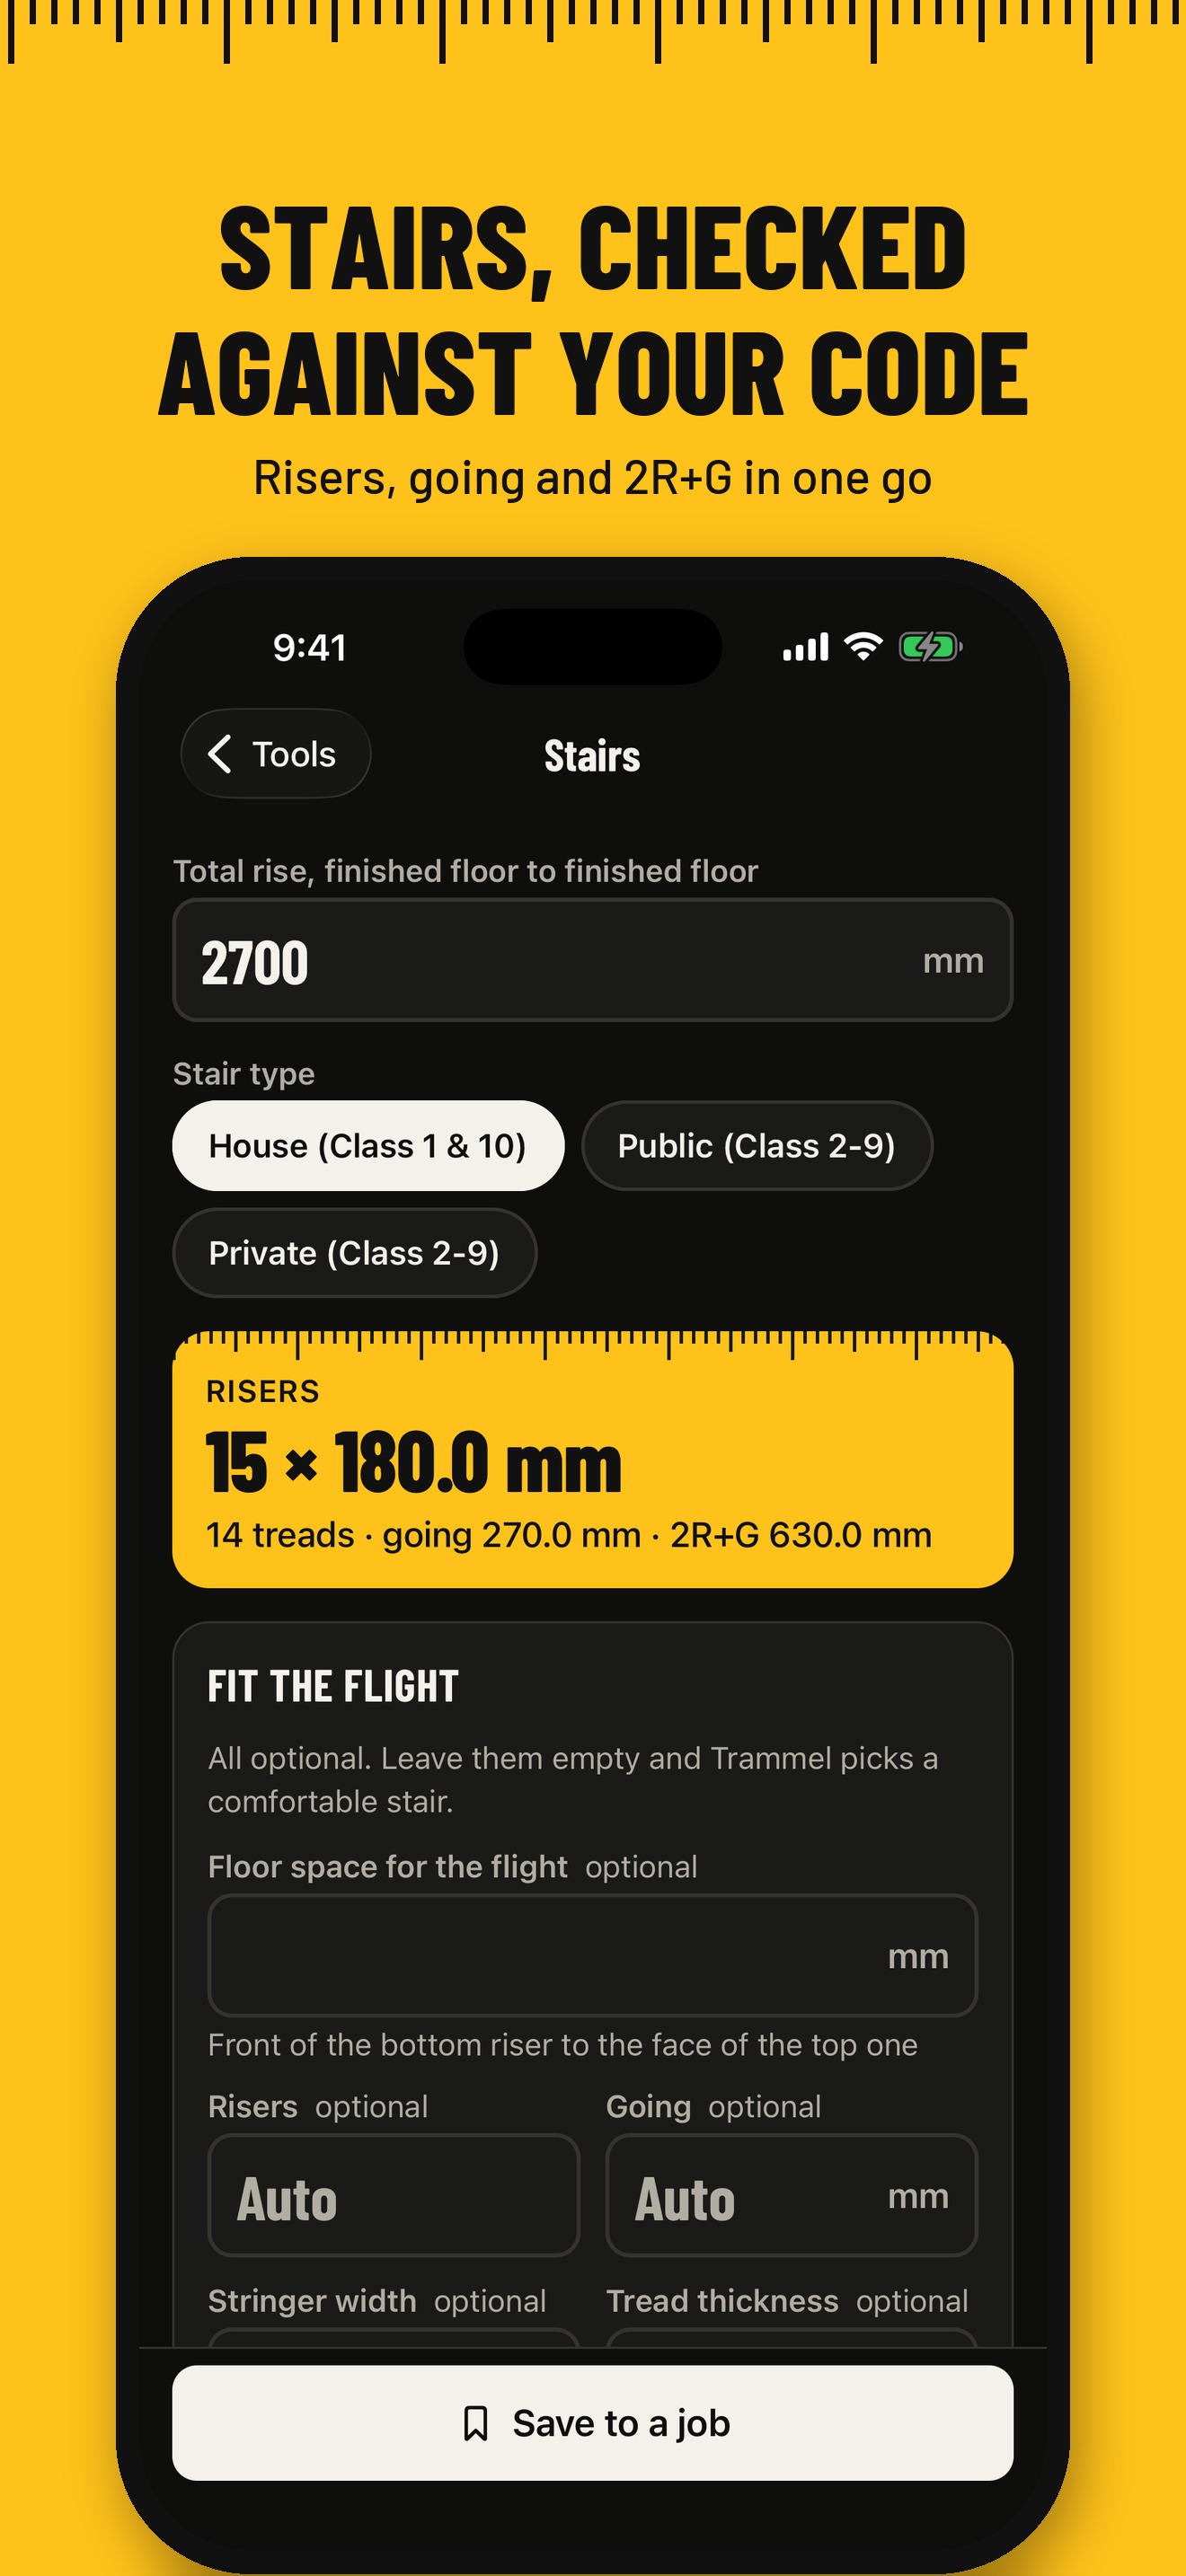 STAIRS, CHECKED
AGAINST YOUR CODE
Risers, going and 2R+G in one go
9:41
Tools
Stairs
Total rise, finished floor to finished floor
2700 mm
Stair type
House (Class 1 & 10) Public (Class 2-9)
Private (Class 2-9)
RISERS
15 × 180.0 mm
14 treads · going 270.0 mm · 2R+G 630.0 mm
FIT THE FLIGHT
All optional. Leave them empty and Trammel picks a
comfortable stair.
Floor space for the flight optional
mm
Front of the bottom riser to the face of the top one
Risers optional Going optional
Auto Auto mm
Stringer width optional Tread thickness optional
Save to a job